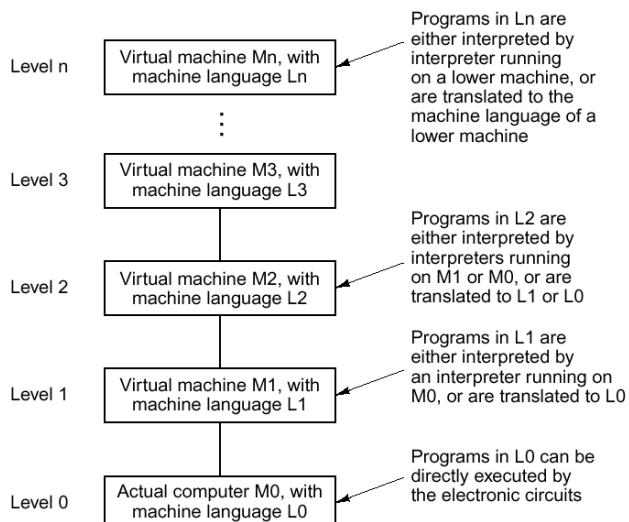 Level n
Virtual machine Mn, with
machine language Ln
Programs in Ln are
either interpreted by
interpreter running
on a lower machine, or
are translated to the
machine language of a
lower machine
Level 3
Virtual machine M3, with
machine language L3
Level 2
Virtual machine M2, with
machine language L2
Programs in L2 are
either interpreted by
interpreters running
on M1 or M0, or are
translated to L1 or L0
Level 1
Virtual machine M1, with
machine language L1
Programs in L1 are
either interpreted by
an interpreter running on
M0, or are translated to L0
Level 0
Actual computer M0, with
machine language L0
Programs in L0 can be
directly executed by
the electronic circuits